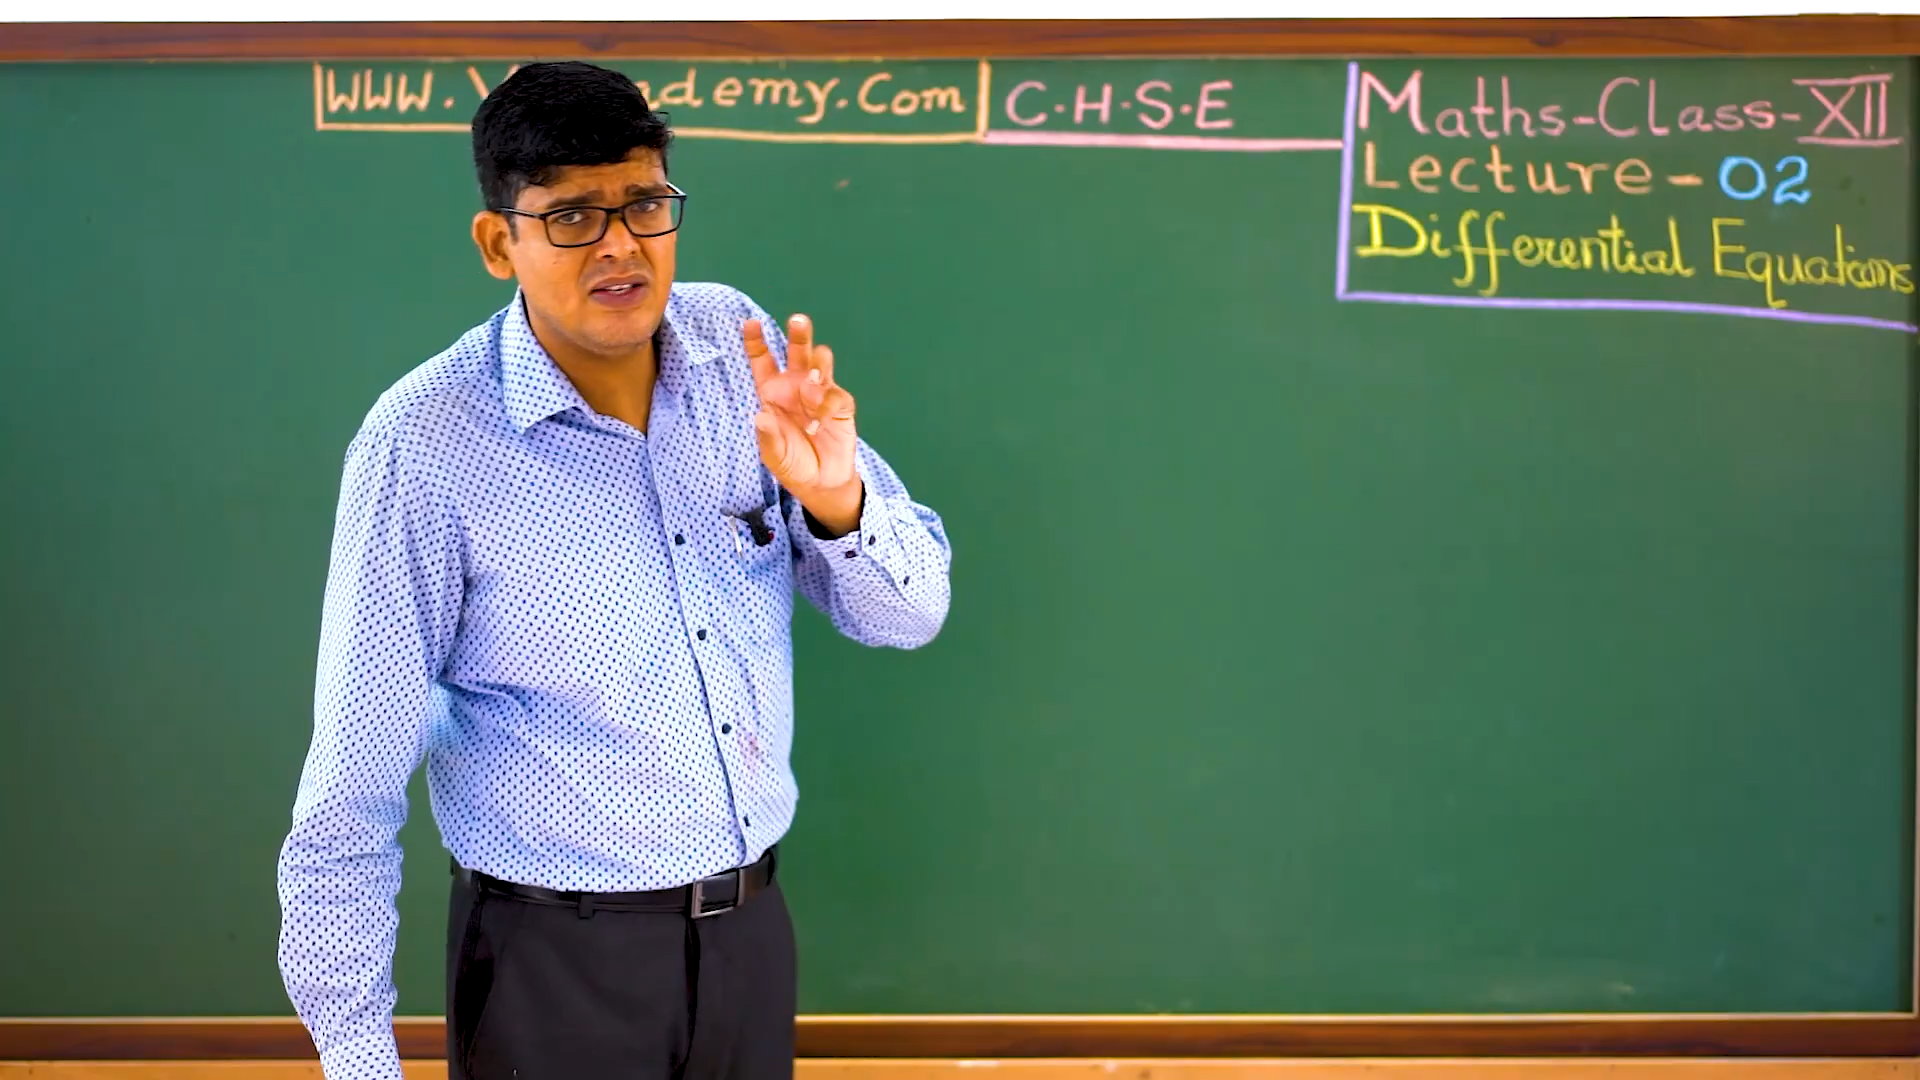 WWW. demy.Com
C·H·S·E
Maths-Class-XII
Lecture-02
Differential Equations